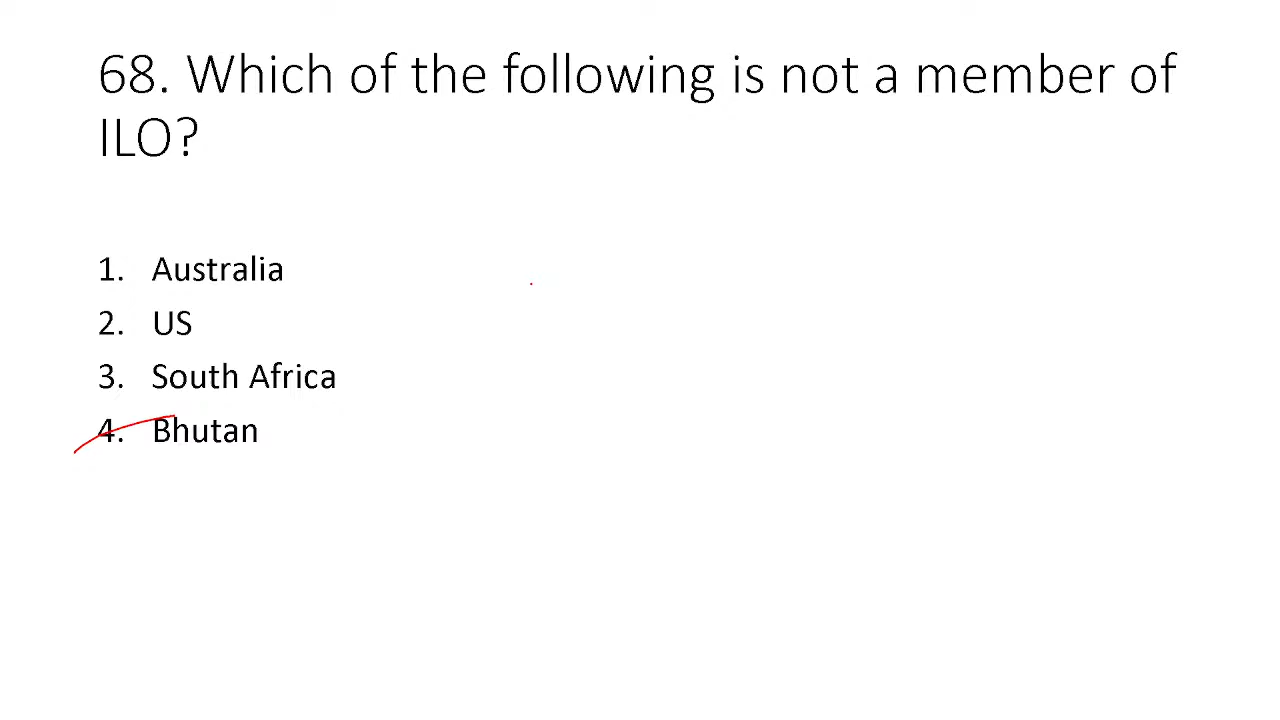 68. Which of the following is not a member of
ILO?
1. Australia
2. US
3. South Africa
4. Bhutan